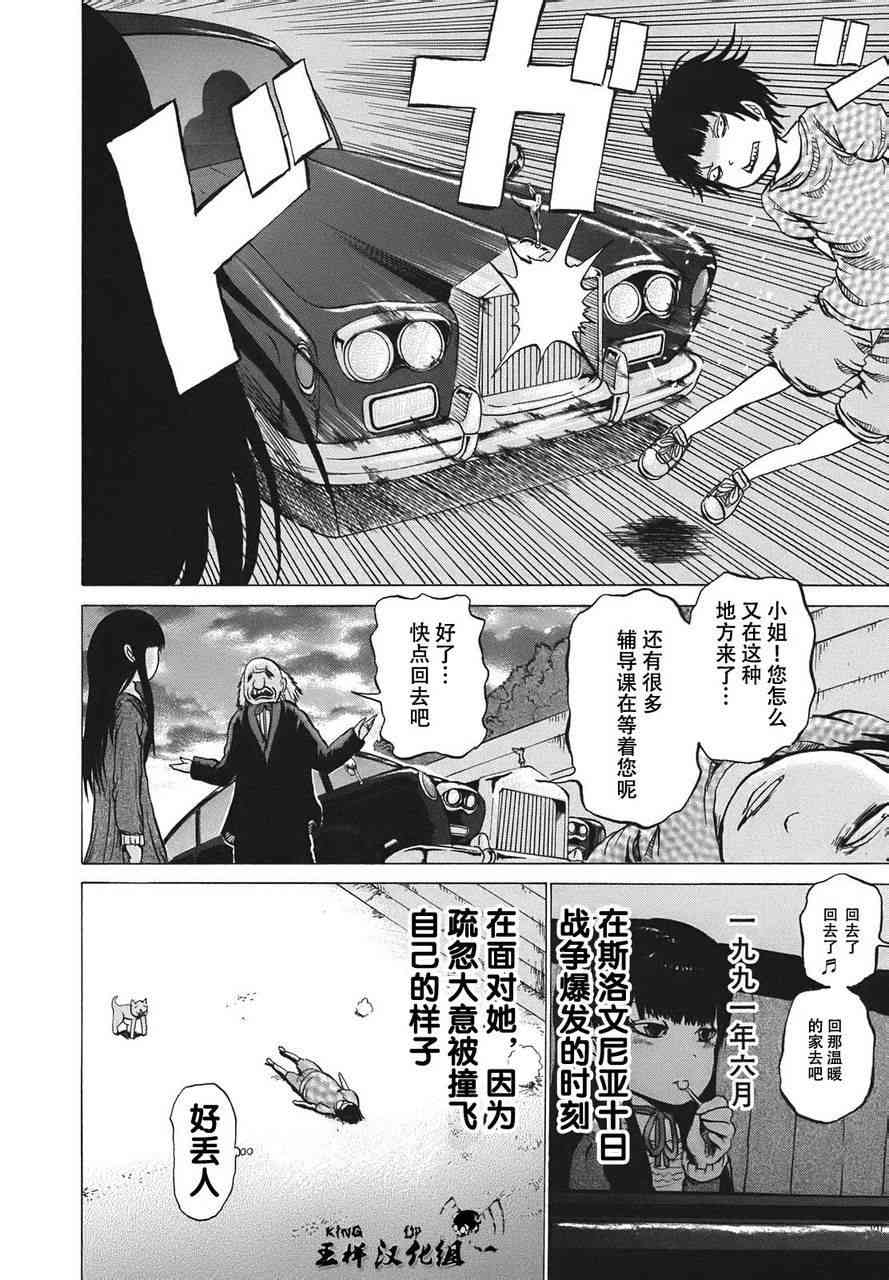 ドガッ
小姐！您怎么
又在这种
地方来了…
还有很多
辅导课在等着您呢
好了…
快点回去吧
回去了
回去了♬
回那温暖
的家去吧
一九九一年六月
在斯洛文尼亚十日
战争爆发的时刻
在面对她，因为
疏忽大意被撞飞
自己的样子
好丢人
KING UP
王样汉化组